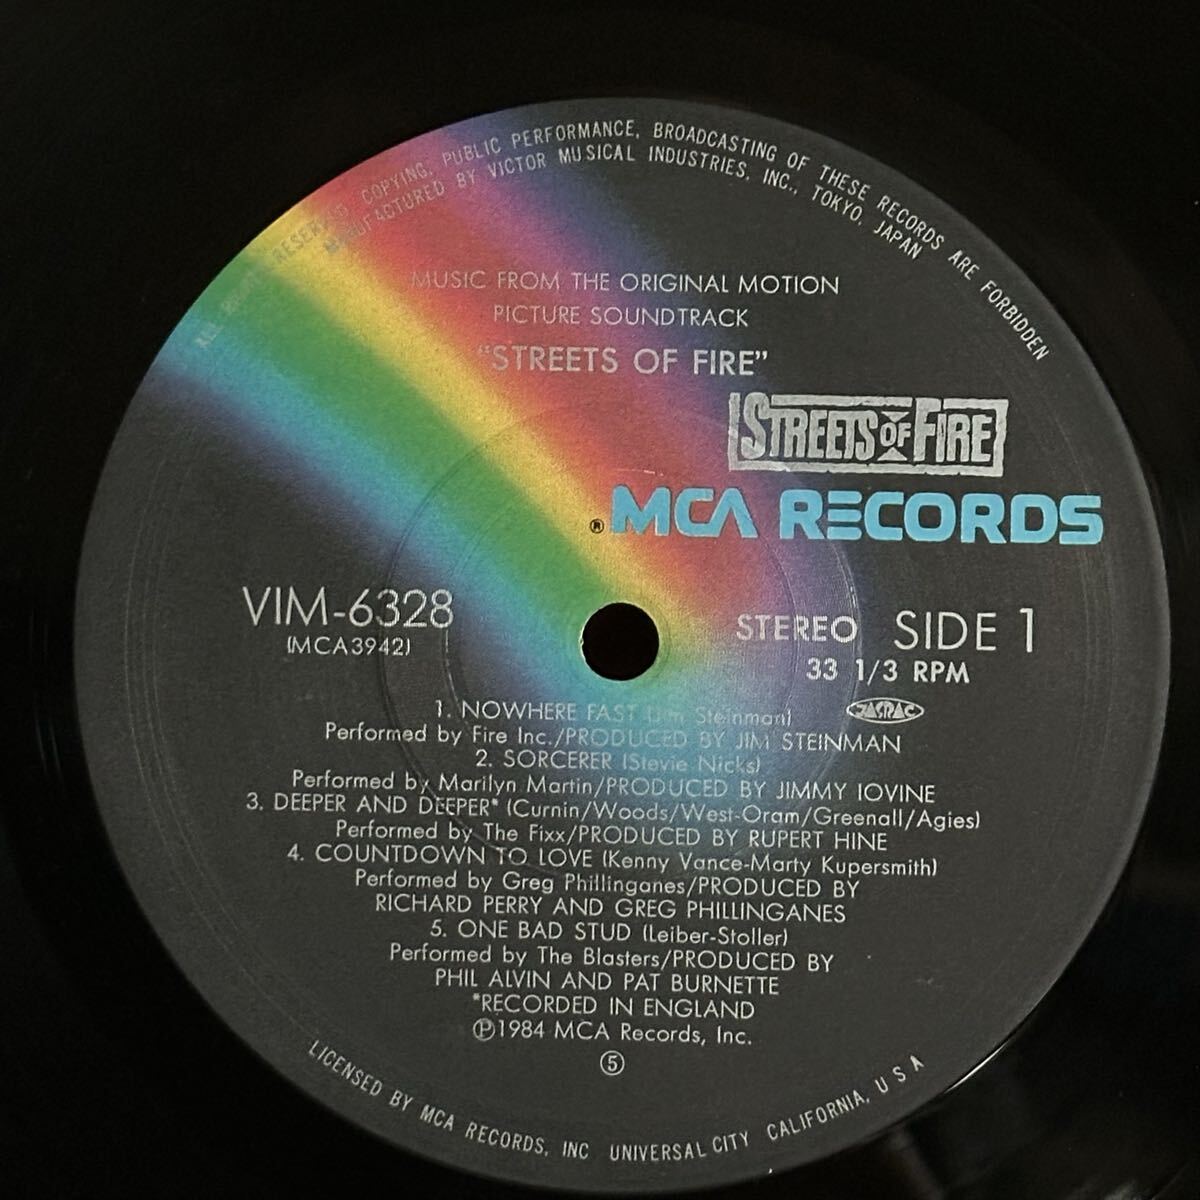 ALL RIGHTS RESERVED COPYING, PUBLIC PERFORMANCE, BROADCASTING OF THESE RECORDS ARE FORBIDDEN
MANUFACTURED BY VICTOR MUSICAL INDUSTRIES, INC., TOKYO, JAPAN
MUSIC FROM THE ORIGINAL MOTION
PICTURE SOUNDTRACK
"STREETS OF FIRE"
STREETS OF FIRE
® MCA RECORDS
VIM-6328
(MCA3942)
STEREO SIDE 1
33 1/3 RPM
JASRAC
1. NOWHERE FAST (Jim Steinman)
Performed by Fire Inc./PRODUCED BY JIM STEINMAN
2. SORCERER (Stevie Nicks)
Performed by Marilyn Martin/PRODUCED BY JIMMY IOVINE
3. DEEPER AND DEEPER* (Curnin/Woods/West-Oram/Greenall/Agies)
Performed by The Fixx/PRODUCED BY RUPERT HINE
4. COUNTDOWN TO LOVE (Kenny Vance-Marty Kupersmith)
Performed by Greg Phillinganes/PRODUCED BY
RICHARD PERRY AND GREG PHILLINGANES
5. ONE BAD STUD (Leiber-Stoller)
Performed by The Blasters/PRODUCED BY
PHIL ALVIN AND PAT BURNETTE
*RECORDED IN ENGLAND
℗1984 MCA Records, Inc.
⑤
LICENSED BY MCA RECORDS, INC UNIVERSAL CITY CALIFORNIA, U S A